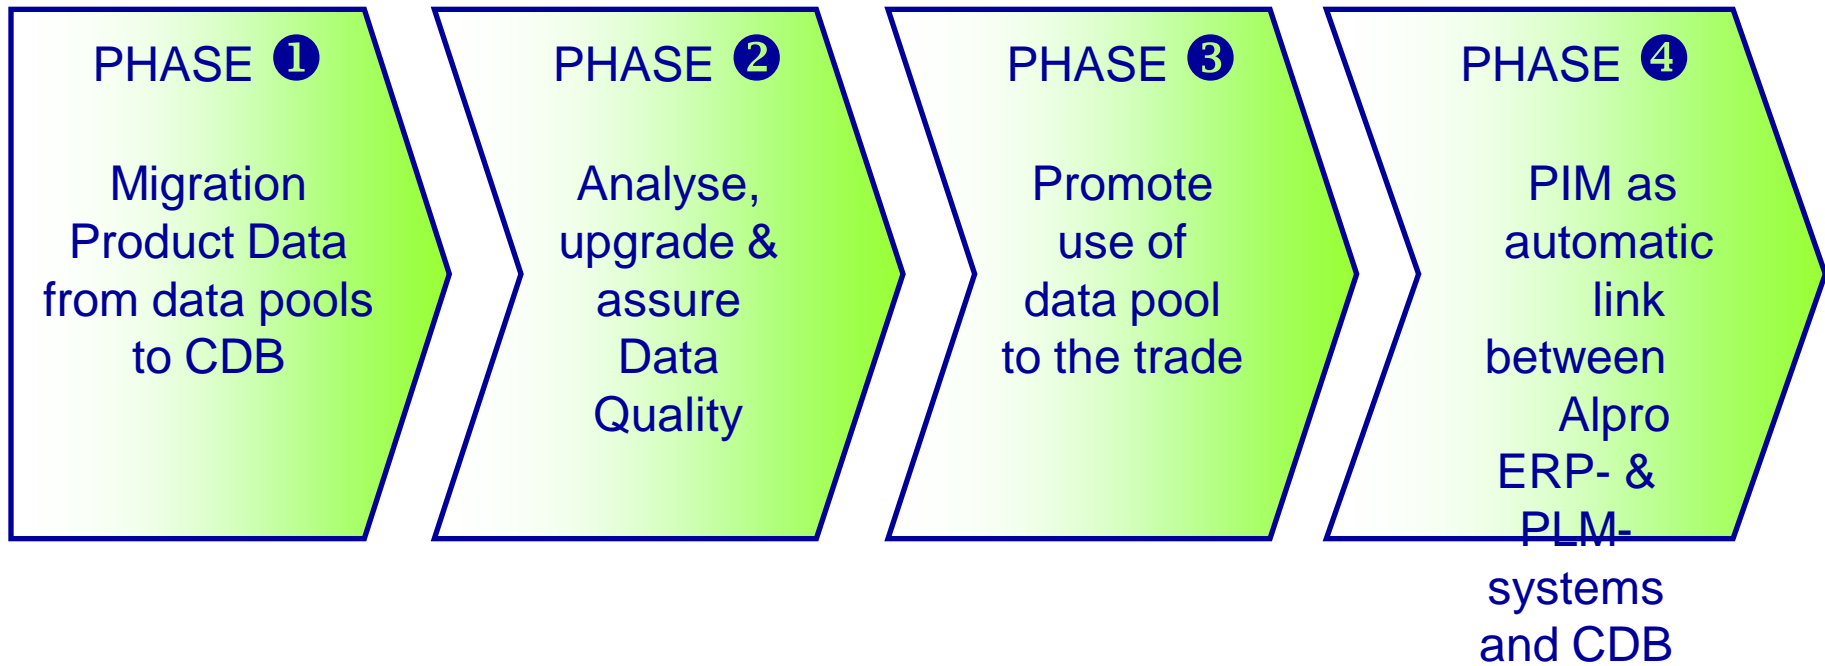 PHASE ❶
Migration
Product Data
from data pools
to CDB
PHASE ❷
Analyse,
upgrade &
assure
Data
Quality
PHASE ❸
Promote
use of
data pool
to the trade
PHASE ❹
PIM as
automatic
link
between
Alpro
ERP- &
PLM-
systems
and CDB